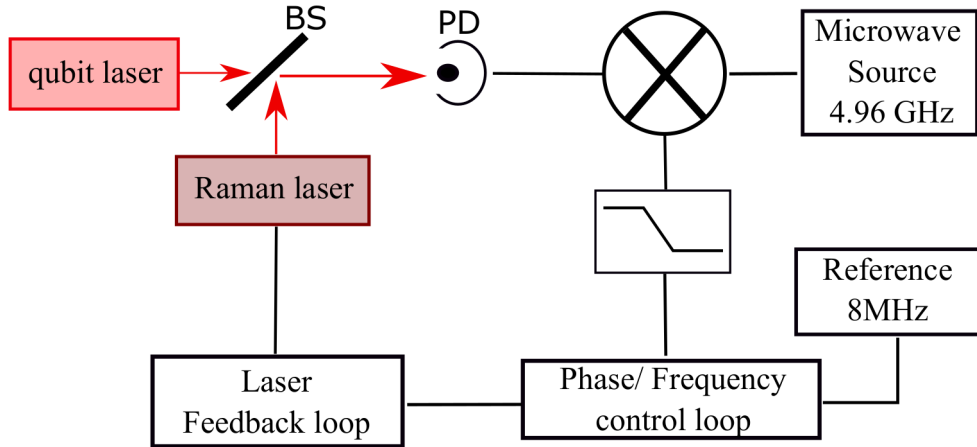 BS
PD
qubit laser
Microwave
Source
4.96 GHz
Raman laser
Reference
8MHz
Laser
Feedback loop
Phase/ Frequency
control loop